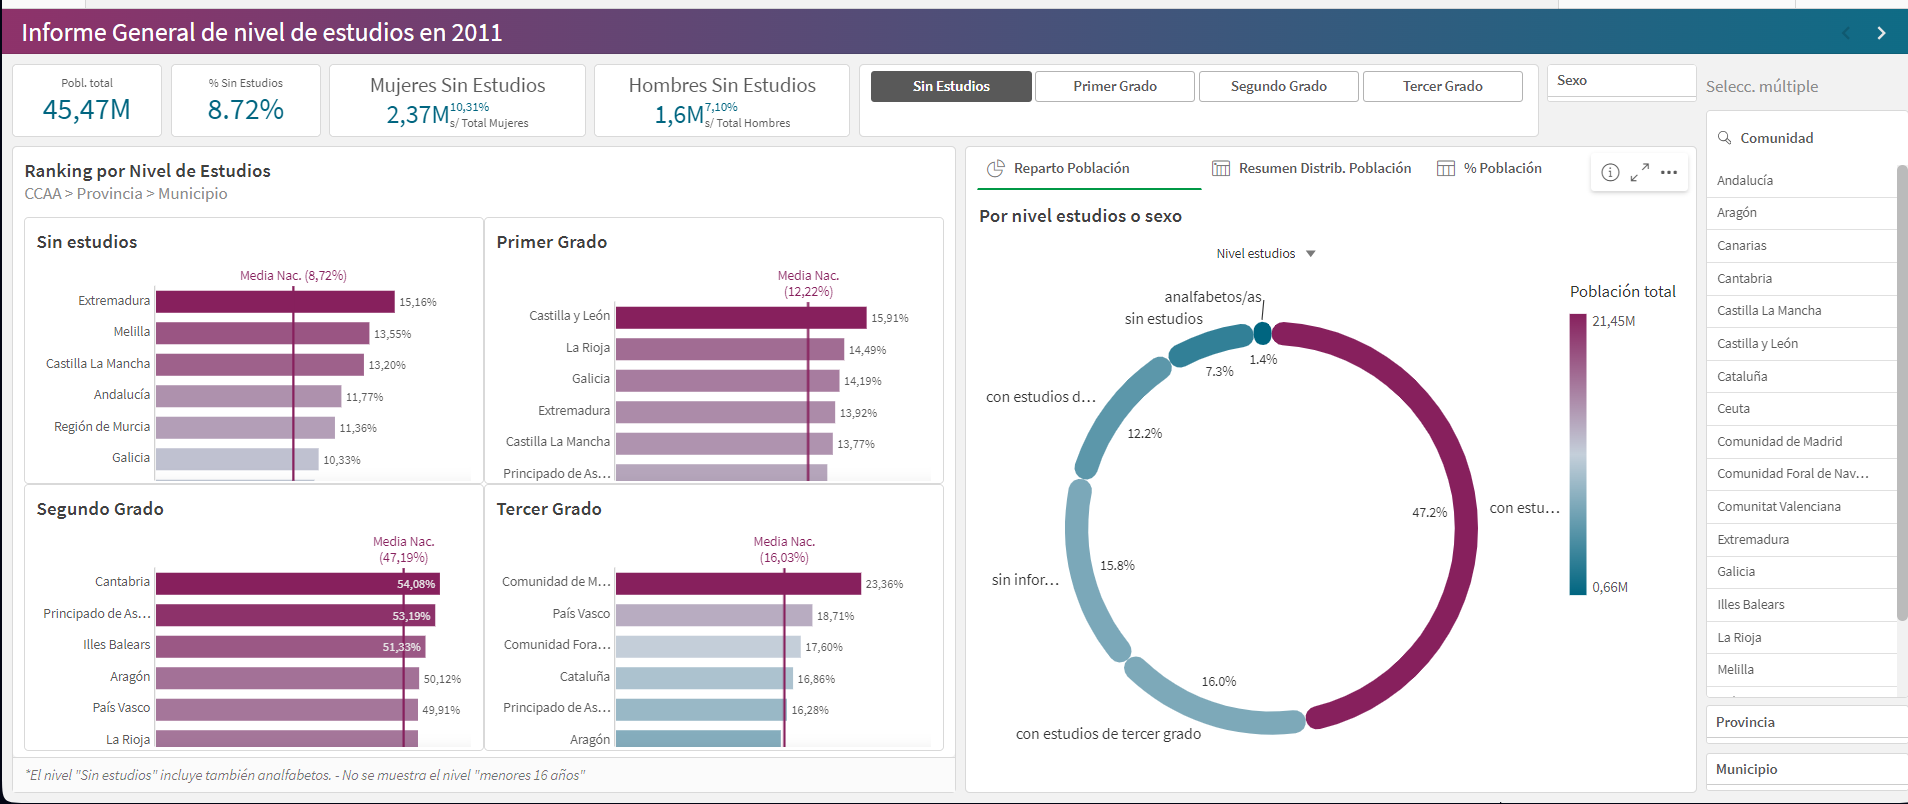 Informe General de nivel de estudios en 2011
Pobl. total
45,47M
% Sin Estudios
8.72%
Mujeres Sin Estudios
2,37M 10,31%
s/ Total Mujeres
Hombres Sin Estudios
1,6M 7,10%
s/ Total Hombres
Sin Estudios
Primer Grado
Segundo Grado
Tercer Grado
Sexo
Selecc. múltiple
Ranking por Nivel de Estudios
CCAA > Provincia > Municipio
Sin estudios
Media Nac. (8,72%)
Extremadura 15,16%
Melilla 13,55%
Castilla La Mancha 13,20%
Andalucía 11,77%
Región de Murcia 11,36%
Galicia 10,33%
Primer Grado
Media Nac.
(12,22%)
Castilla y León 15,91%
La Rioja 14,49%
Galicia 14,19%
Extremadura 13,92%
Castilla La Mancha 13,77%
Principado de As...
Segundo Grado
Media Nac.
(47,19%)
Cantabria 54,08%
Principado de As... 53,19%
Illes Balears 51,33%
Aragón 50,12%
País Vasco 49,91%
La Rioja
Tercer Grado
Media Nac.
(16,03%)
Comunidad de M... 23,36%
País Vasco 18,71%
Comunidad Fora... 17,60%
Cataluña 16,86%
Principado de As... 16,28%
Aragón
*El nivel "Sin estudios" incluye también analfabetos. - No se muestra el nivel "menores 16 años"
Reparto Población
Resumen Distrib. Población
% Población
Por nivel estudios o sexo
Nivel estudios
analfabetos/as
sin estudios
1.4%
7.3%
con estudios d...
12.2%
47.2%
con estu...
sin infor...
15.8%
16.0%
con estudios de tercer grado
Población total
21,45M
0,66M
Comunidad
Andalucía
Aragón
Canarias
Cantabria
Castilla La Mancha
Castilla y León
Cataluña
Ceuta
Comunidad de Madrid
Comunidad Foral de Nav...
Comunitat Valenciana
Extremadura
Galicia
Illes Balears
La Rioja
Melilla
Provincia
Municipio